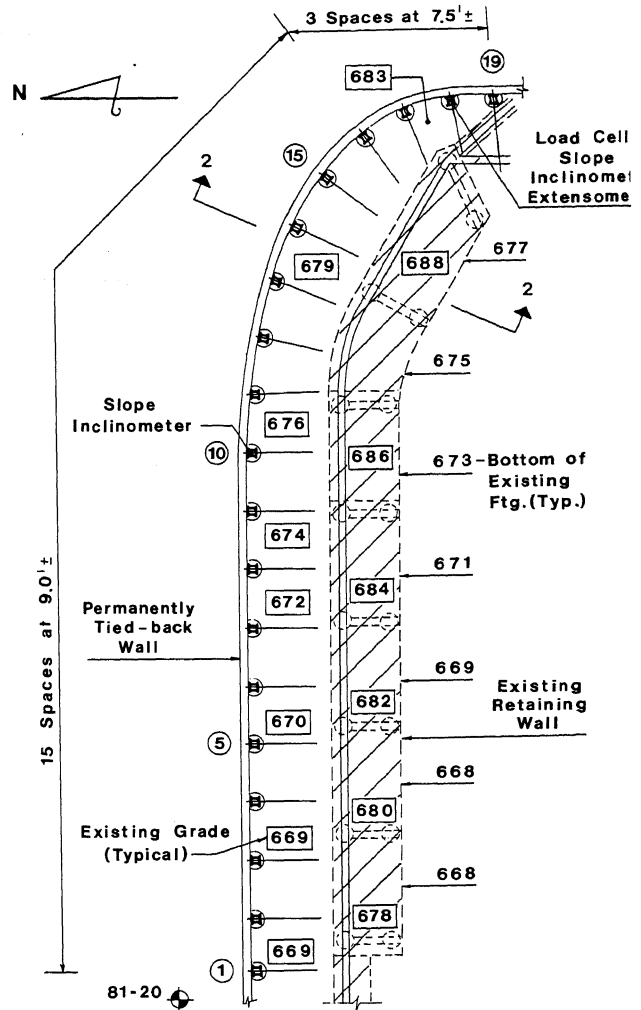 3 Spaces at 7.5'±
19
683
N
Load Cell
Slope
15
2
Extensome
677
679
688
2
675
Slope
Inclinometer
676
10
686
673-Bottom of
Existing
Ftg.(Typ.)
674
671
672
684
Permanently
Tied-back
Wall
15 Spaces at 9.0'±
669
682
Existing
Retaining
Wall
670
5
668
680
Existing Grade
(Typical)
669
668
678
669
1
81-20